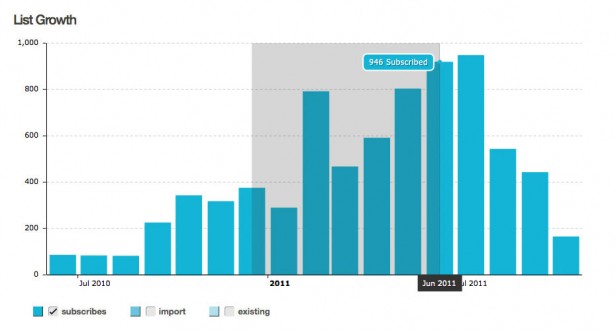 List Growth
1,000
946 Subscribed
800
600
400
200
0
Jul 2010
2011
Jun 2011
ul 2011
subscribes
import
existing